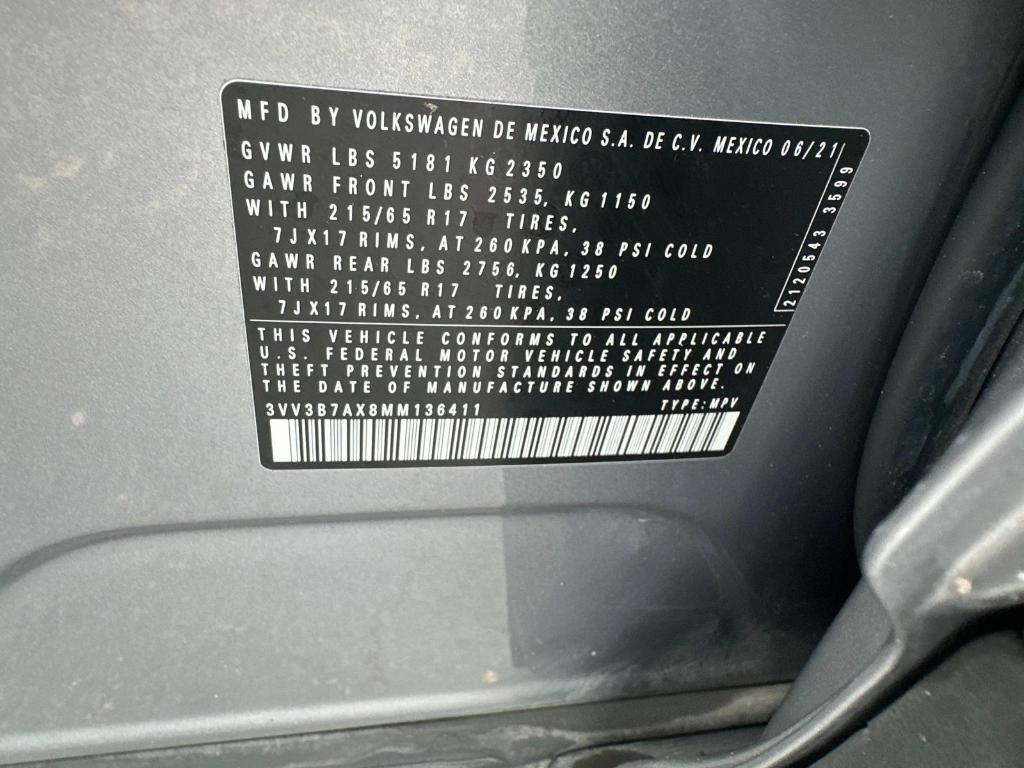 MFD BY VOLKSWAGEN DE MEXICO S.A. DE C.V. MEXICO 06/21
GVWR LBS 5181 KG 2350
GAWR FRONT LBS 2535, KG 1150
WITH 215/65 R17 TIRES,
7JX17 RIMS, AT 260 KPA, 38 PSI COLD
GAWR REAR LBS 2756, KG 1250
WITH 215/65 R17 TIRES,
7JX17 RIMS, AT 260 KPA, 38 PSI COLD
2120543 3599
THIS VEHICLE CONFORMS TO ALL APPLICABLE
U.S. FEDERAL MOTOR VEHICLE SAFETY AND
THEFT PREVENTION STANDARDS IN EFFECT ON
THE DATE OF MANUFACTURE SHOWN ABOVE.
3VV3B7AX8MM136411 TYPE: MPV